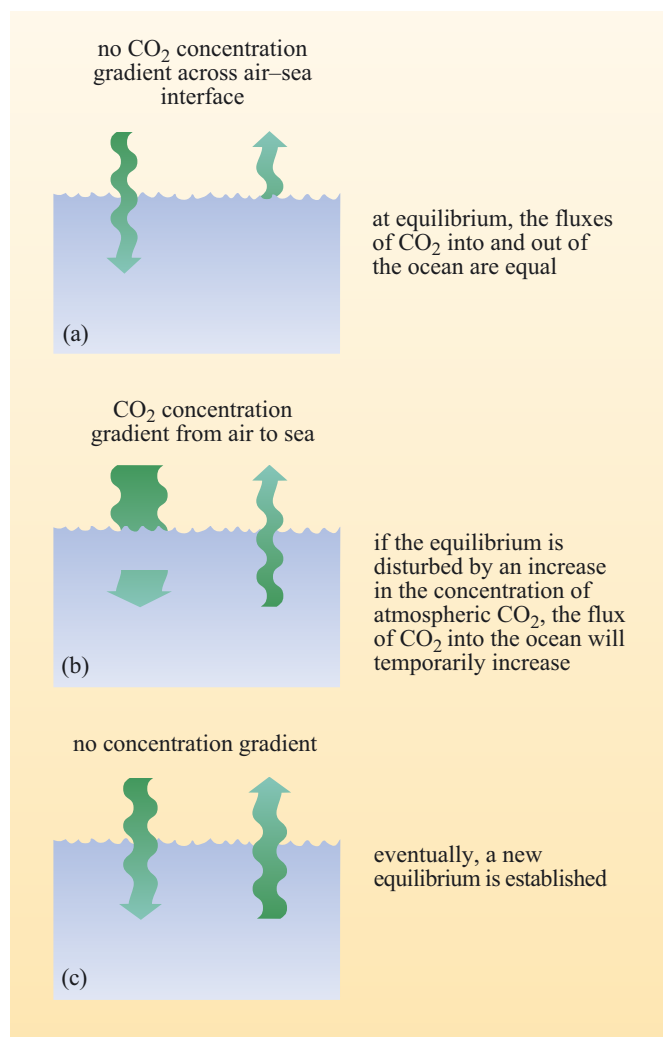 no CO2 concentration
gradient across air–sea
interface
at equilibrium, the fluxes
of CO2 into and out of
the ocean are equal
(a)
CO2 concentration
gradient from air to sea
if the equilibrium is
disturbed by an increase
in the concentration of
atmospheric CO2, the flux
of CO2 into the ocean will
temporarily increase
(b)
no concentration gradient
eventually, a new
equilibrium is established
(c)